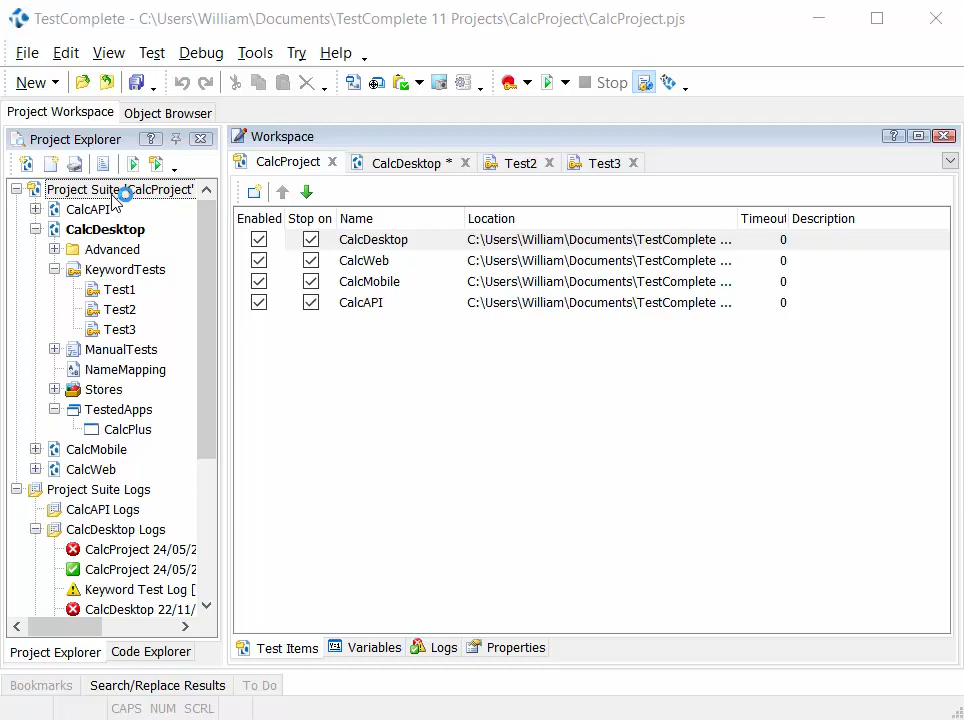 TestComplete - C:\Users\William\Documents\TestComplete 11 Projects\CalcProject\CalcProject.pjs
File Edit View Test Debug Tools Try Help
New Stop
Project Workspace Object Browser
Project Explorer
Project Suite 'CalcProject'
CalcAPI
CalcDesktop
Advanced
KeywordTests
Test1
Test2
Test3
ManualTests
NameMapping
Stores
TestedApps
CalcPlus
CalcMobile
CalcWeb
Project Suite Logs
CalcAPI Logs
CalcDesktop Logs
CalcProject 24/05/2
CalcProject 24/05/2
Keyword Test Log [
CalcDesktop 22/11/
Project Explorer Code Explorer
Workspace
CalcProject CalcDesktop * Test2 Test3
Enabled Stop on Name Location Timeout Description
CalcDesktop C:\Users\William\Documents\TestComplete ... 0
CalcWeb C:\Users\William\Documents\TestComplete ... 0
CalcMobile C:\Users\William\Documents\TestComplete ... 0
CalcAPI C:\Users\William\Documents\TestComplete ... 0
Test Items Variables Logs Properties
Bookmarks Search/Replace Results To Do
CAPS NUM SCRL